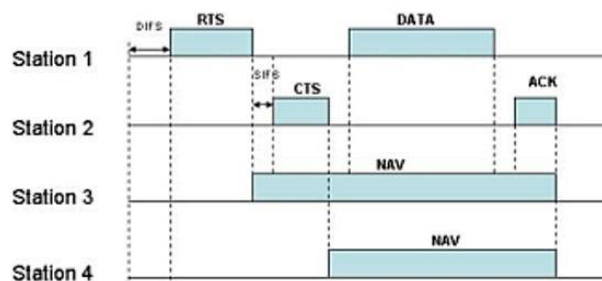 DIFS
RTS
DATA
Station 1
SIFS
CTS
ACK
Station 2
NAV
Station 3
NAV
Station 4